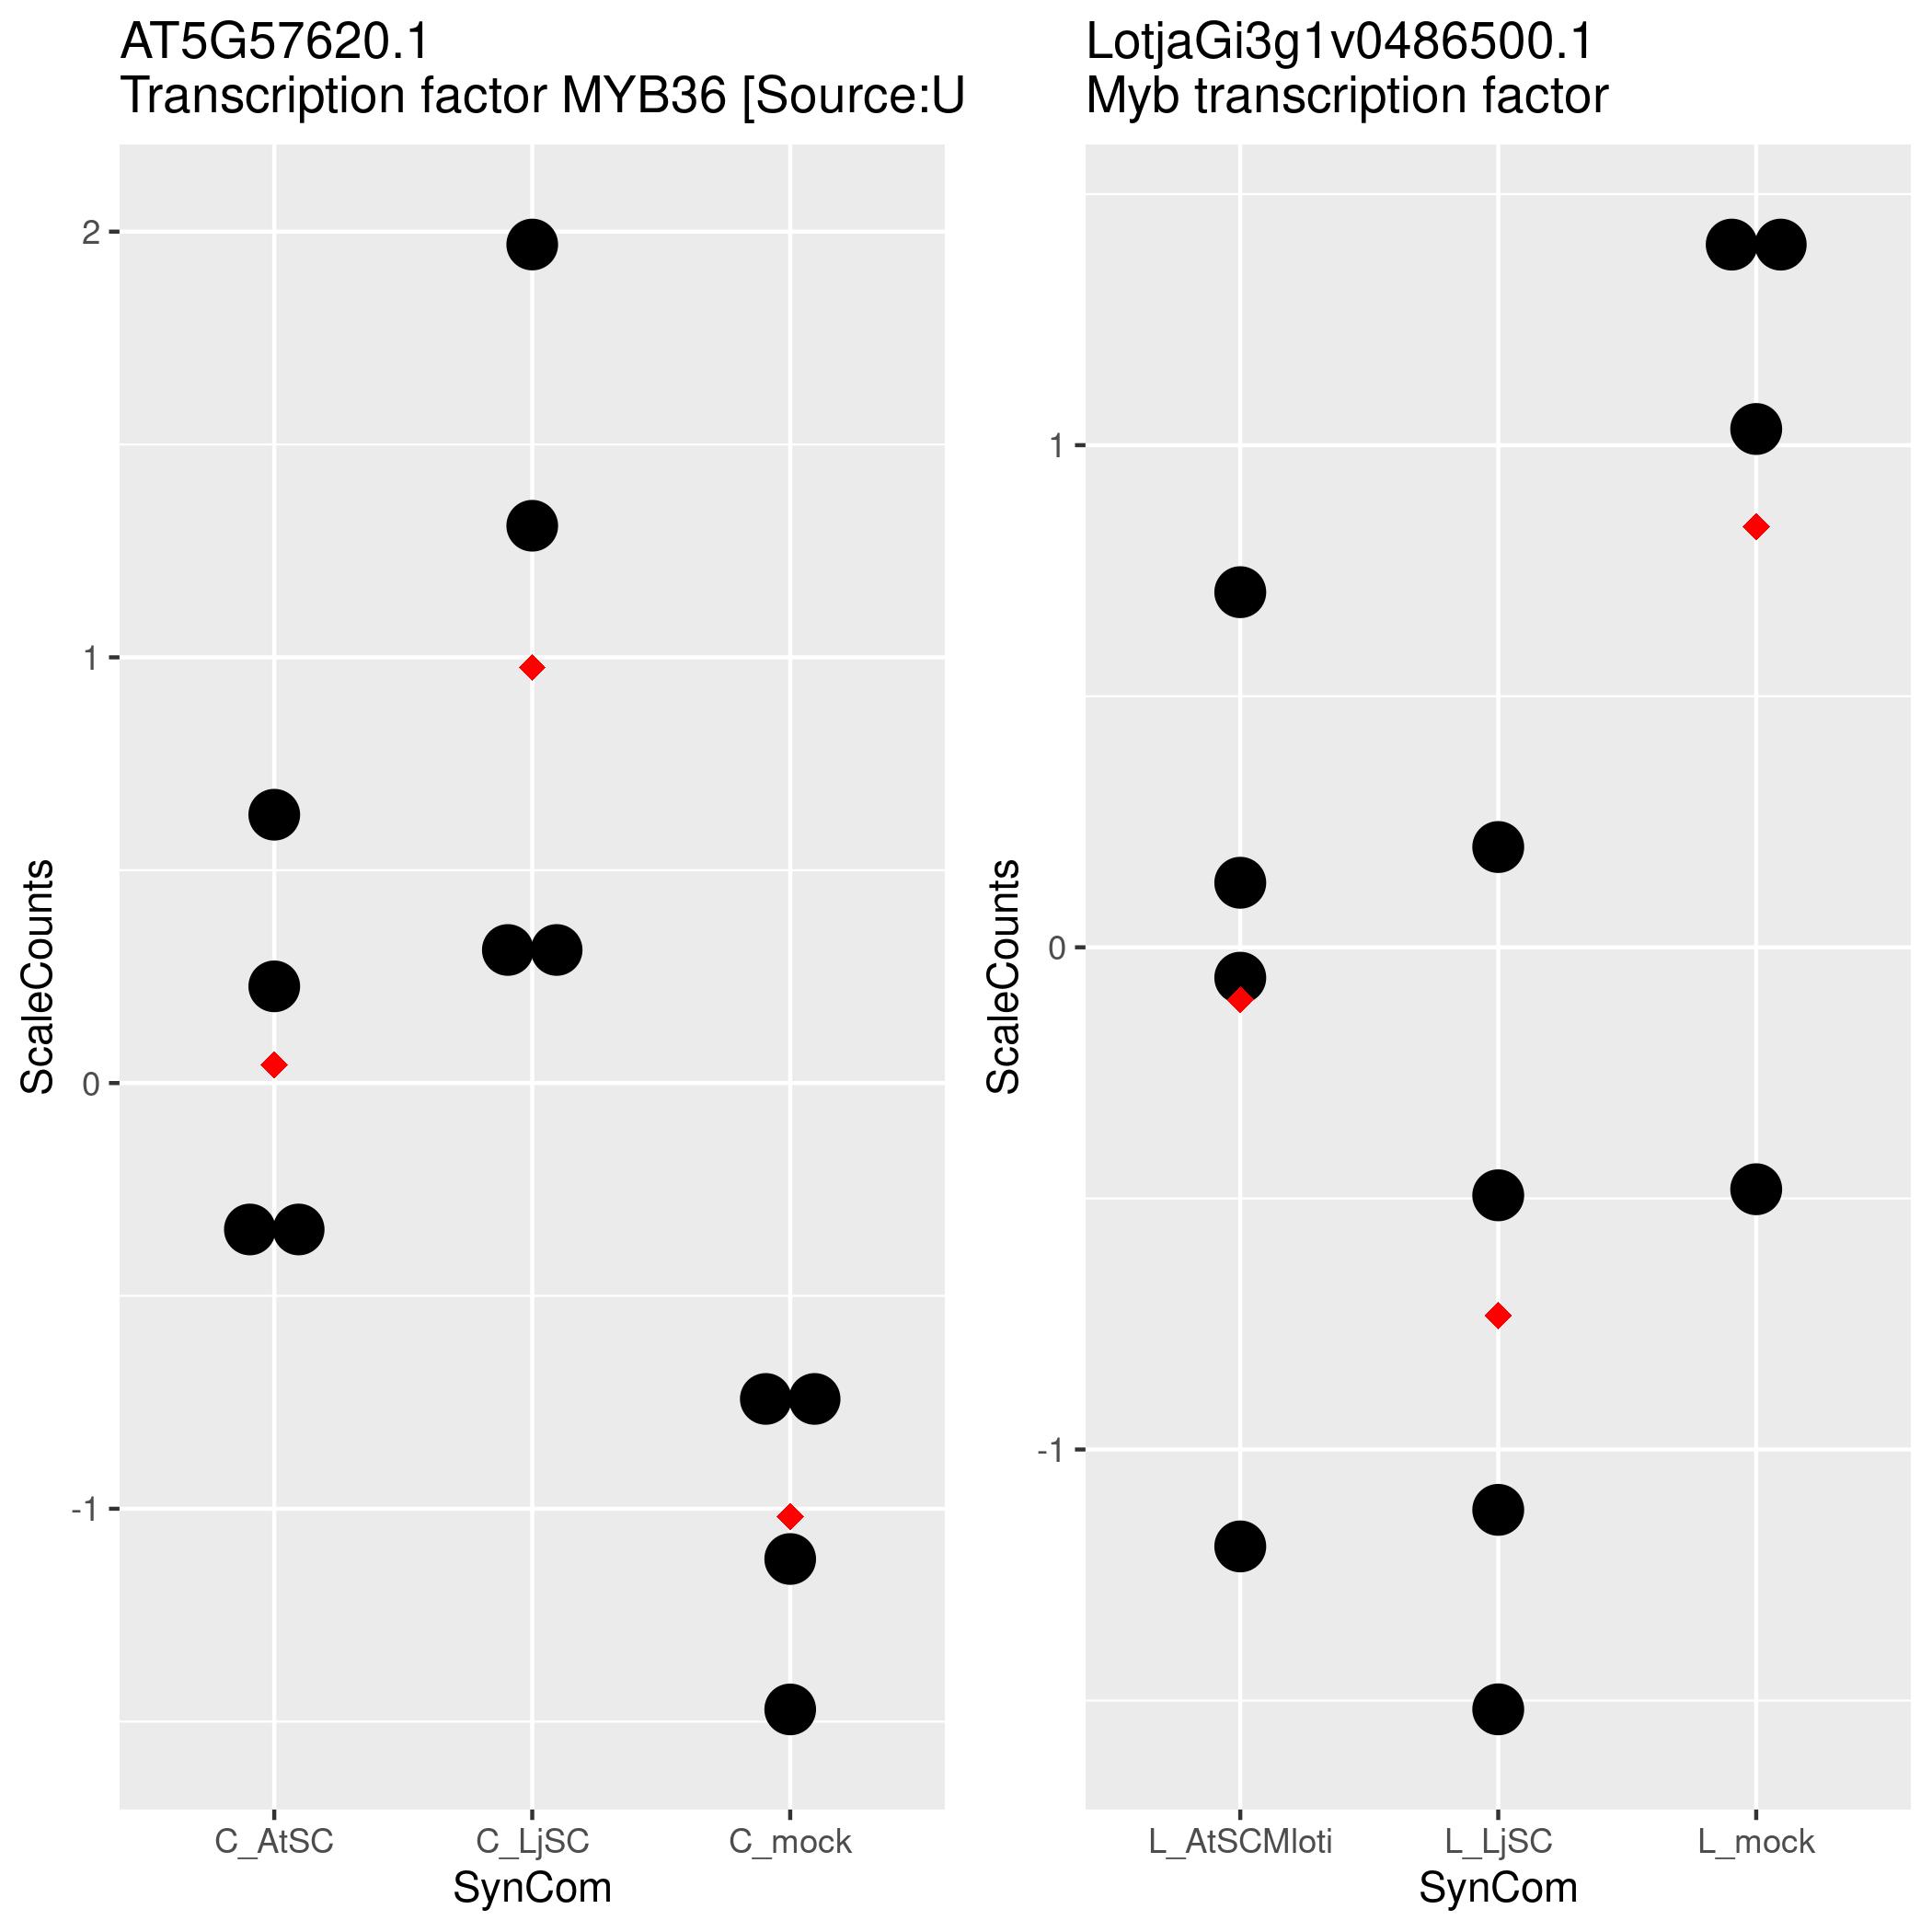 AT5G57620.1
Transcription factor MYB36 [Source:U
ScaleCounts
2
1
0
-1
C_AtSC
C_LjSC
C_mock
SynCom
LotjaGi3g1v0486500.1
Myb transcription factor
ScaleCounts
1
0
-1
L_AtSCMloti
L_LjSC
L_mock
SynCom